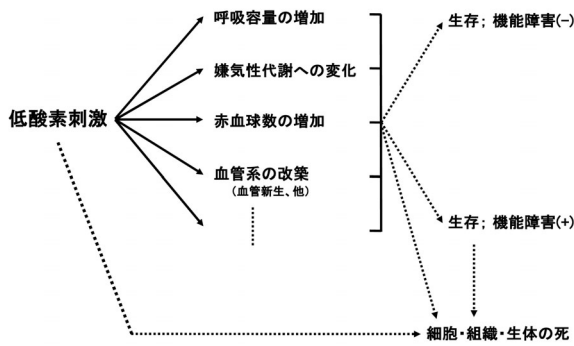 呼吸容量の増加
生存; 機能障害(−)
嫌気性代謝への変化
低酸素刺激
赤血球数の増加
血管系の改築
(血管新生、他)
生存; 機能障害(+)
細胞・組織・生体の死